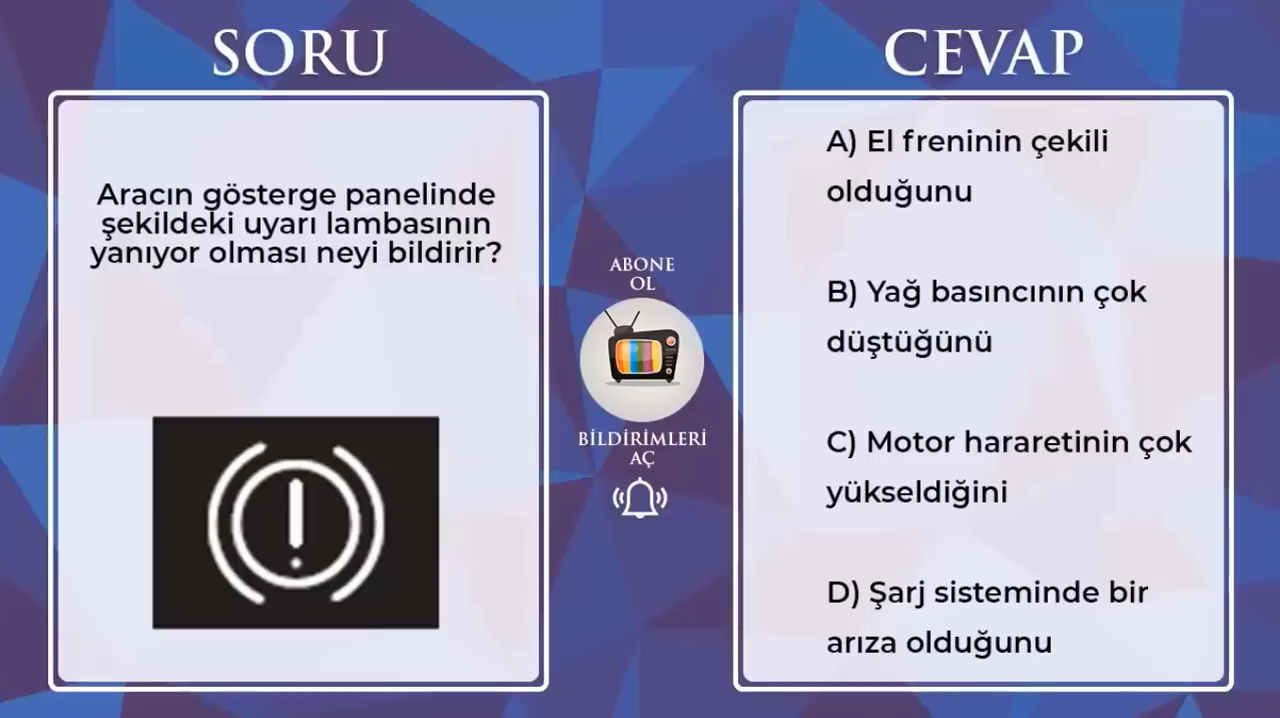 SORU
Aracın gösterge panelinde
şekildeki uyarı lambasının
yanıyor olması neyi bildirir?
ABONE
OL
BİLDİRİMLERİ
AÇ
CEVAP
A) El freninin çekili
olduğunu
B) Yağ basıncının çok
düştüğünü
C) Motor hararetinin çok
yükseldiğini
D) Şarj sisteminde bir
arıza olduğunu